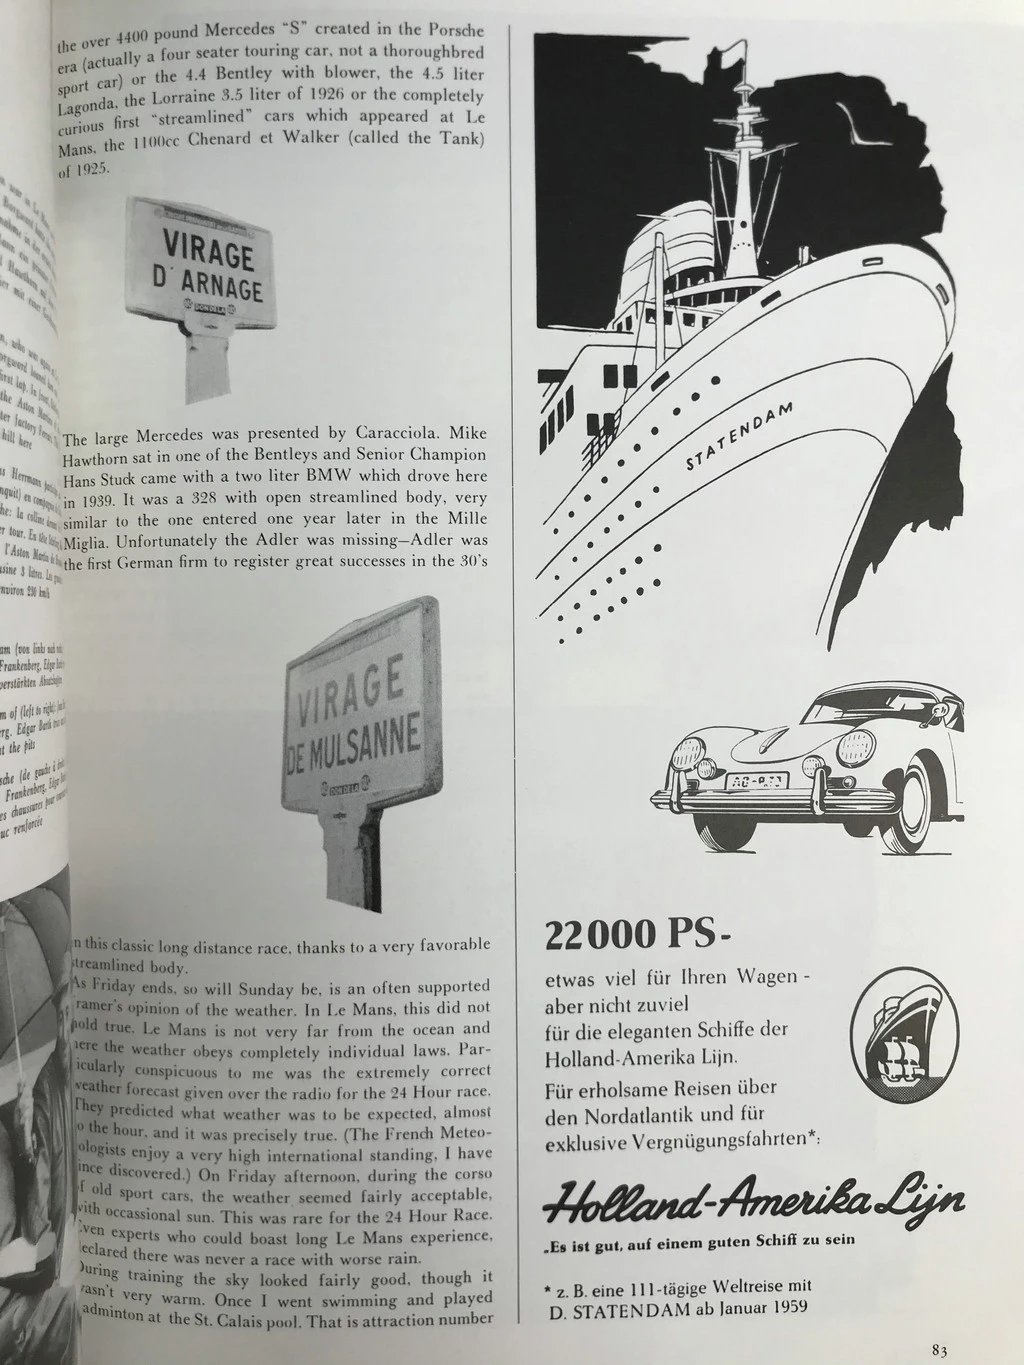 the over 4400 pound Mercedes "S" created in the Porsche
era (actually a four seater touring car, not a thoroughbred
sport car) or the 4.4 Bentley with blower, the 4.5 liter
Lagonda, the Lorraine 3.5 liter of 1926 or the completely
curious first "streamlined" cars which appeared at Le
Mans, the 1100cc Chenard et Walker (called the Tank)
of 1925.
VIRAGE
D'ARNAGE
DON DE LA
The large Mercedes was presented by Caracciola. Mike
Hawthorn sat in one of the Bentleys and Senior Champion
Hans Stuck came with a two liter BMW which drove here
in 1939. It was a 328 with open streamlined body, very
similar to the one entered one year later in the Mille
Miglia. Unfortunately the Adler was missing—Adler was
the first German firm to register great successes in the 30's
VIRAGE
DE MULSANNE
DON DE LA
n this classic long distance race, thanks to a very favorable
streamlined body.
As Friday ends, so will Sunday be, is an often supported
ramer's opinion of the weather. In Le Mans, this did not
hold true. Le Mans is not very far from the ocean and
here the weather obeys completely individual laws. Par-
icularly conspicuous to me was the extremely correct
weather forecast given over the radio for the 24 Hour race.
They predicted what weather was to be expected, almost
o the hour, and it was precisely true. (The French Meteo-
ologists enjoy a very high international standing, I have
ince discovered.) On Friday afternoon, during the corso
f old sport cars, the weather seemed fairly acceptable,
with occassional sun. This was rare for the 24 Hour Race.
Even experts who could boast long Le Mans experience,
eclared there was never a race with worse rain.
During training the sky looked fairly good, though it
wasn't very warm. Once I went swimming and played
adminton at the St. Calais pool. That is attraction number
STATENDAM
22000 PS-
etwas viel für Ihren Wagen -
aber nicht zuviel
für die eleganten Schiffe der
Holland-Amerika Lijn.
Für erholsame Reisen über
den Nordatlantik und für
exklusive Vergnügungsfahrten*:
Holland-Amerika Lijn
„Es ist gut, auf einem guten Schiff zu sein
* z. B. eine 111-tägige Weltreise mit
D. STATENDAM ab Januar 1959
83